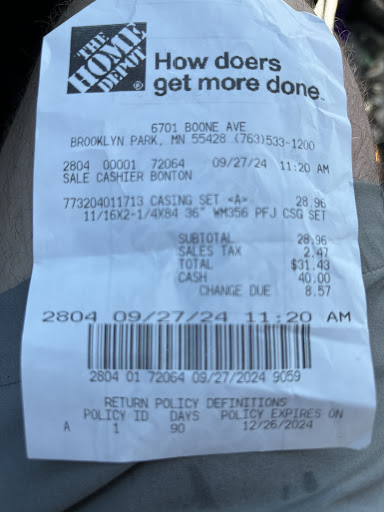 THE
HOME
DEPOT
How doers
get more done.
6701 BOONE AVE
BROOKLYN PARK, MN 55428 (763)533-1200
2804 00001 72064 09/27/24 11:20 AM
SALE CASHIER BONTON
773204011713 CASING SET <A> 28.96
11/16X2-1/4X84 36" WM356 PFJ CSG SET
SUBTOTAL 28.96
SALES TAX 2.47
TOTAL $31.43
CASH 40.00
CHANGE DUE 8.57
2804 09/27/24 11:20 AM
2804 01 72064 09/27/2024 9059
RETURN POLICY DEFINITIONS
POLICY ID DAYS POLICY EXPIRES ON
A 1 90 12/26/2024